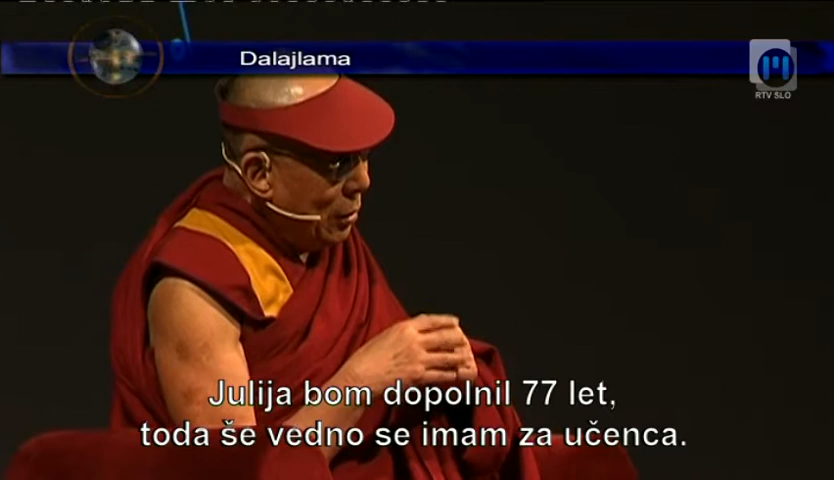 Dalajlama
RTV SLO
Julija bom dopolnil 77 let,
toda še vedno se imam za učenca.